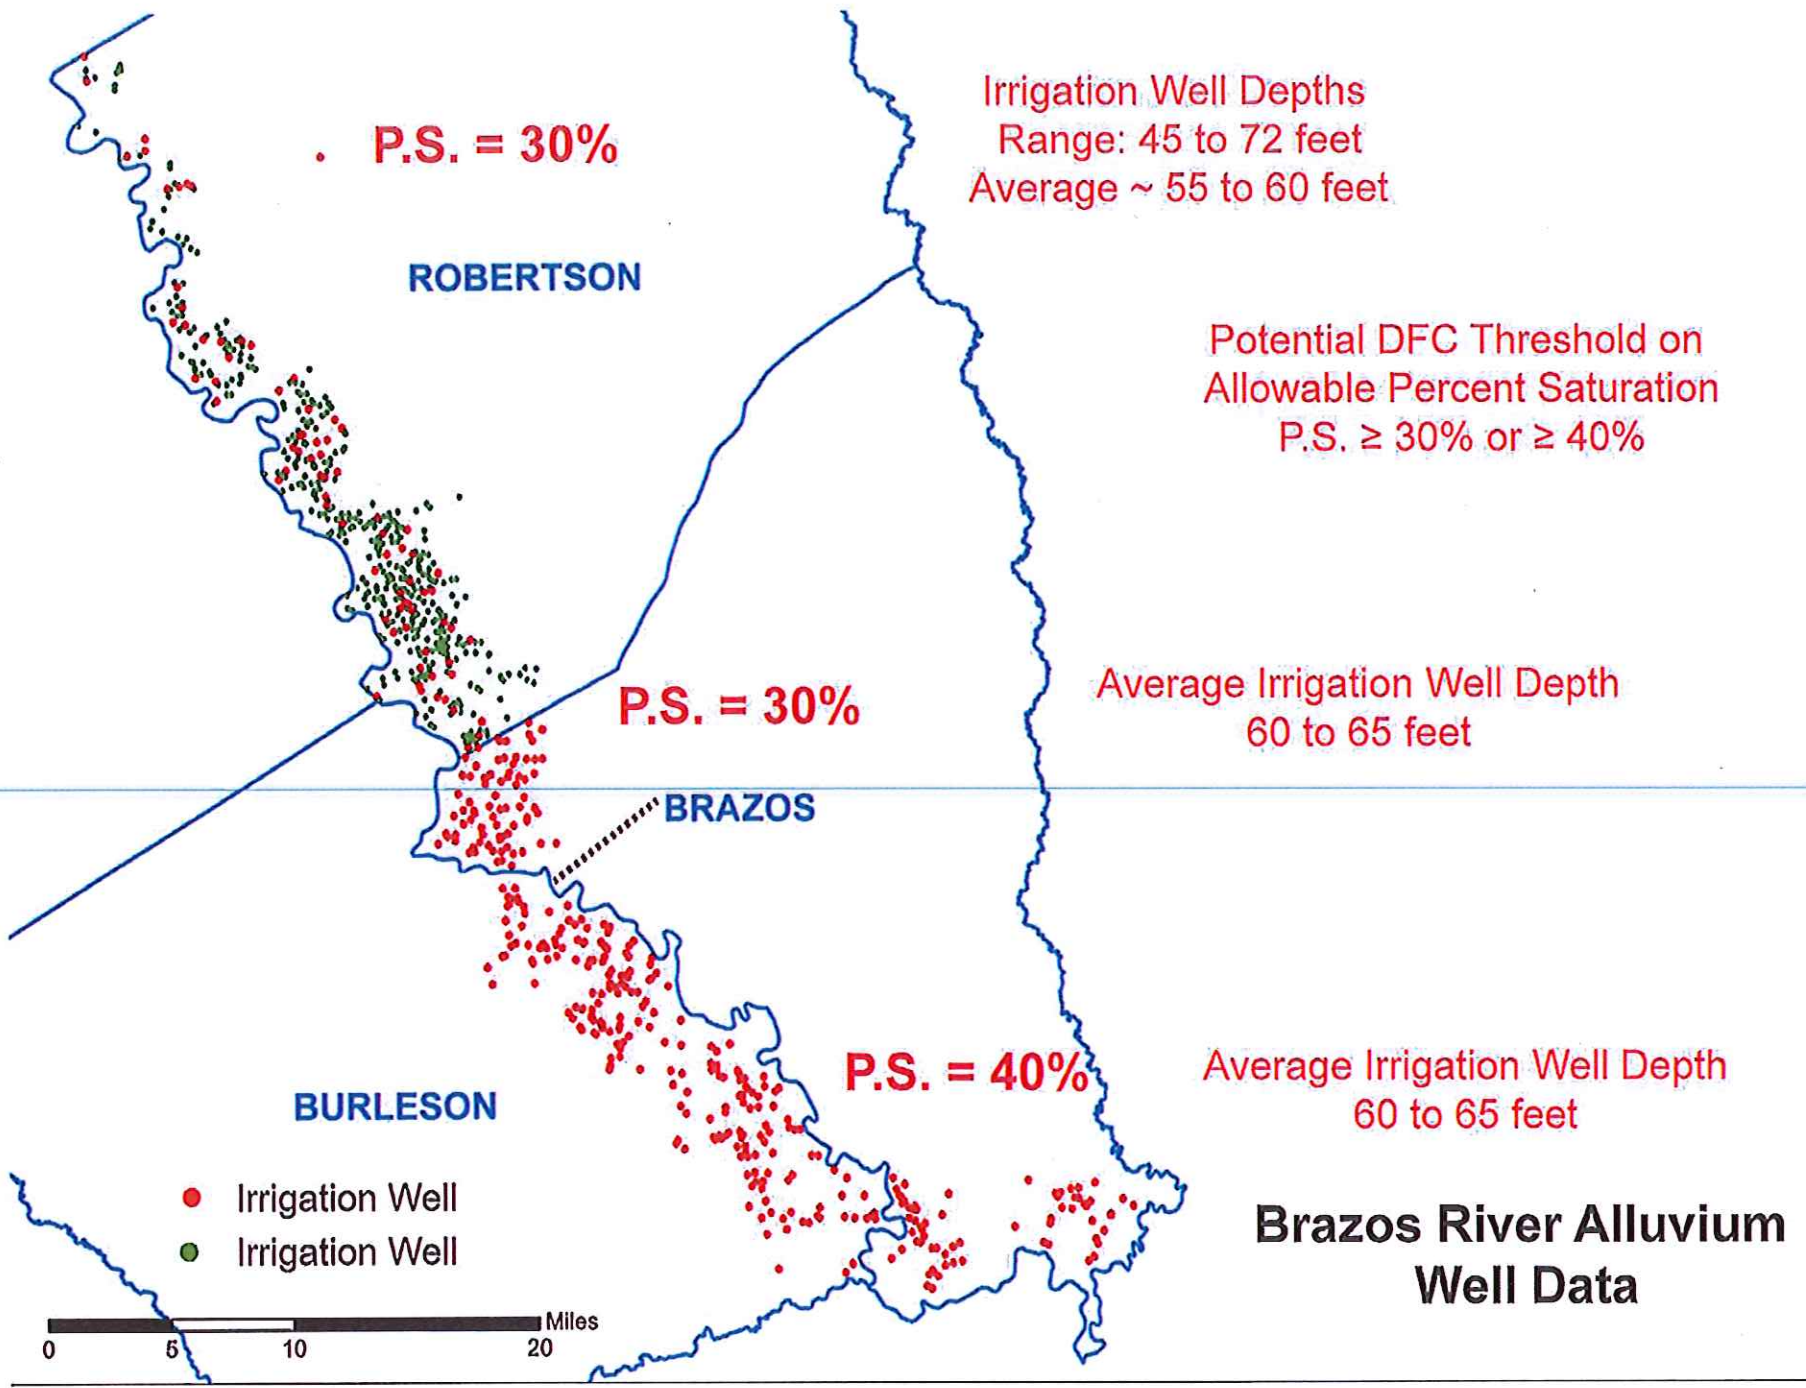 Irrigation Well Depths
Range: 45 to 72 feet
Average ~ 55 to 60 feet
P.S. = 30%
ROBERTSON
Potential DFC Threshold on
Allowable Percent Saturation
P.S. ≥ 30% or ≥ 40%
P.S. = 30%
Average Irrigation Well Depth
60 to 65 feet
BRAZOS
P.S. = 40%
Average Irrigation Well Depth
60 to 65 feet
BURLESON
Irrigation Well
Irrigation Well
Brazos River Alluvium
Well Data
Miles
0 5 10 20